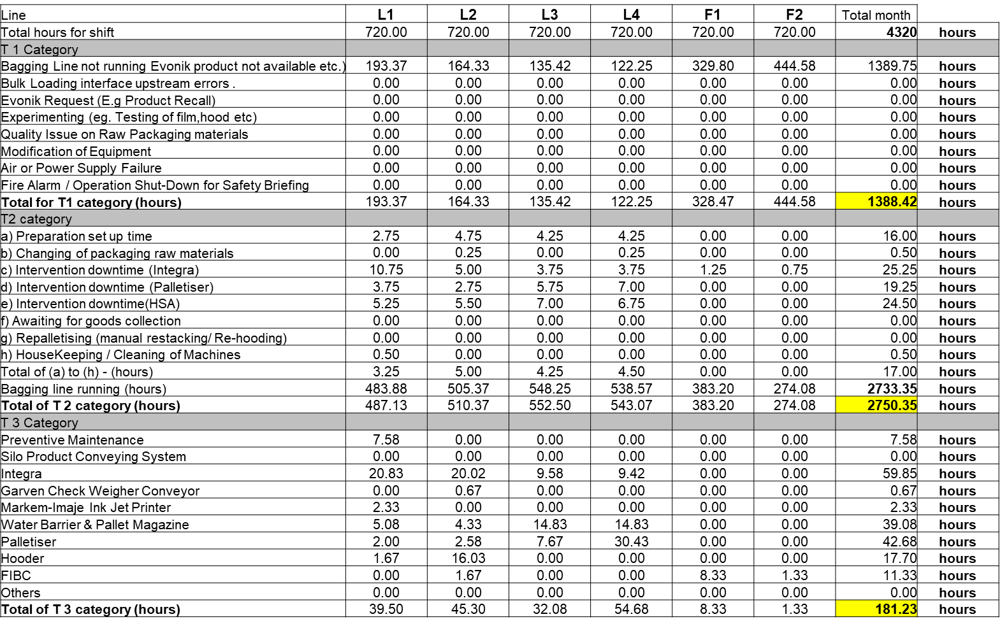 Line L1 L2 L3 L4 F1 F2 Total month
Total hours for shift 720.00 720.00 720.00 720.00 720.00 720.00 4320 hours
T 1 Category
Bagging Line not running Evonik product not available etc.) 193.37 164.33 135.42 122.25 329.80 444.58 1389.75 hours
Bulk Loading interface upstream errors . 0.00 0.00 0.00 0.00 0.00 0.00 0.00 hours
Evonik Request (E.g Product Recall) 0.00 0.00 0.00 0.00 0.00 0.00 0.00 hours
Experimenting (eg. Testing of film,hood etc) 0.00 0.00 0.00 0.00 0.00 0.00 0.00 hours
Quality Issue on Raw Packaging materials 0.00 0.00 0.00 0.00 0.00 0.00 0.00 hours
Modification of Equipment 0.00 0.00 0.00 0.00 0.00 0.00 0.00 hours
Air or Power Supply Failure 0.00 0.00 0.00 0.00 0.00 0.00 0.00 hours
Fire Alarm / Operation Shut-Down for Safety Briefing 0.00 0.00 0.00 0.00 0.00 0.00 0.00 hours
Total for T1 category (hours) 193.37 164.33 135.42 122.25 328.47 444.58 1388.42 hours
T2 category
a) Preparation set up time 2.75 4.75 4.25 4.25 0.00 0.00 16.00 hours
b) Changing of packaging raw materials 0.00 0.25 0.00 0.25 0.00 0.00 0.50 hours
c) Intervention downtime (Integra) 10.75 5.00 3.75 3.75 1.25 0.75 25.25 hours
d) Intervention downtime (Palletiser) 3.75 2.75 5.75 7.00 0.00 0.00 19.25 hours
e) Intervention downtime(HSA) 5.25 5.50 7.00 6.75 0.00 0.00 24.50 hours
f) Awaiting for goods collection 0.00 0.00 0.00 0.00 0.00 0.00 0.00 hours
g) Repalletising (manual restacking/ Re-hooding) 0.00 0.00 0.00 0.00 0.00 0.00 0.00 hours
h) HouseKeeping / Cleaning of Machines 0.50 0.00 0.00 0.00 0.00 0.00 0.50 hours
Total of (a) to (h) - (hours) 3.25 5.00 4.25 4.50 0.00 0.00 17.00 hours
Bagging line running (hours) 483.88 505.37 548.25 538.57 383.20 274.08 2733.35 hours
Total of T 2 category (hours) 487.13 510.37 552.50 543.07 383.20 274.08 2750.35 hours
T 3 Category
Preventive Maintenance 7.58 0.00 0.00 0.00 0.00 0.00 7.58 hours
Silo Product Conveying System 0.00 0.00 0.00 0.00 0.00 0.00 0.00 hours
Integra 20.83 20.02 9.58 9.42 0.00 0.00 59.85 hours
Garven Check Weigher Conveyor 0.00 0.67 0.00 0.00 0.00 0.00 0.67 hours
Markem-Imaje Ink Jet Printer 2.33 0.00 0.00 0.00 0.00 0.00 2.33 hours
Water Barrier & Pallet Magazine 5.08 4.33 14.83 14.83 0.00 0.00 39.08 hours
Palletiser 2.00 2.58 7.67 30.43 0.00 0.00 42.68 hours
Hooder 1.67 16.03 0.00 0.00 0.00 0.00 17.70 hours
FIBC 0.00 1.67 0.00 0.00 8.33 1.33 11.33 hours
Others 0.00 0.00 0.00 0.00 0.00 0.00 0.00 hours
Total of T 3 category (hours) 39.50 45.30 32.08 54.68 8.33 1.33 181.23 hours